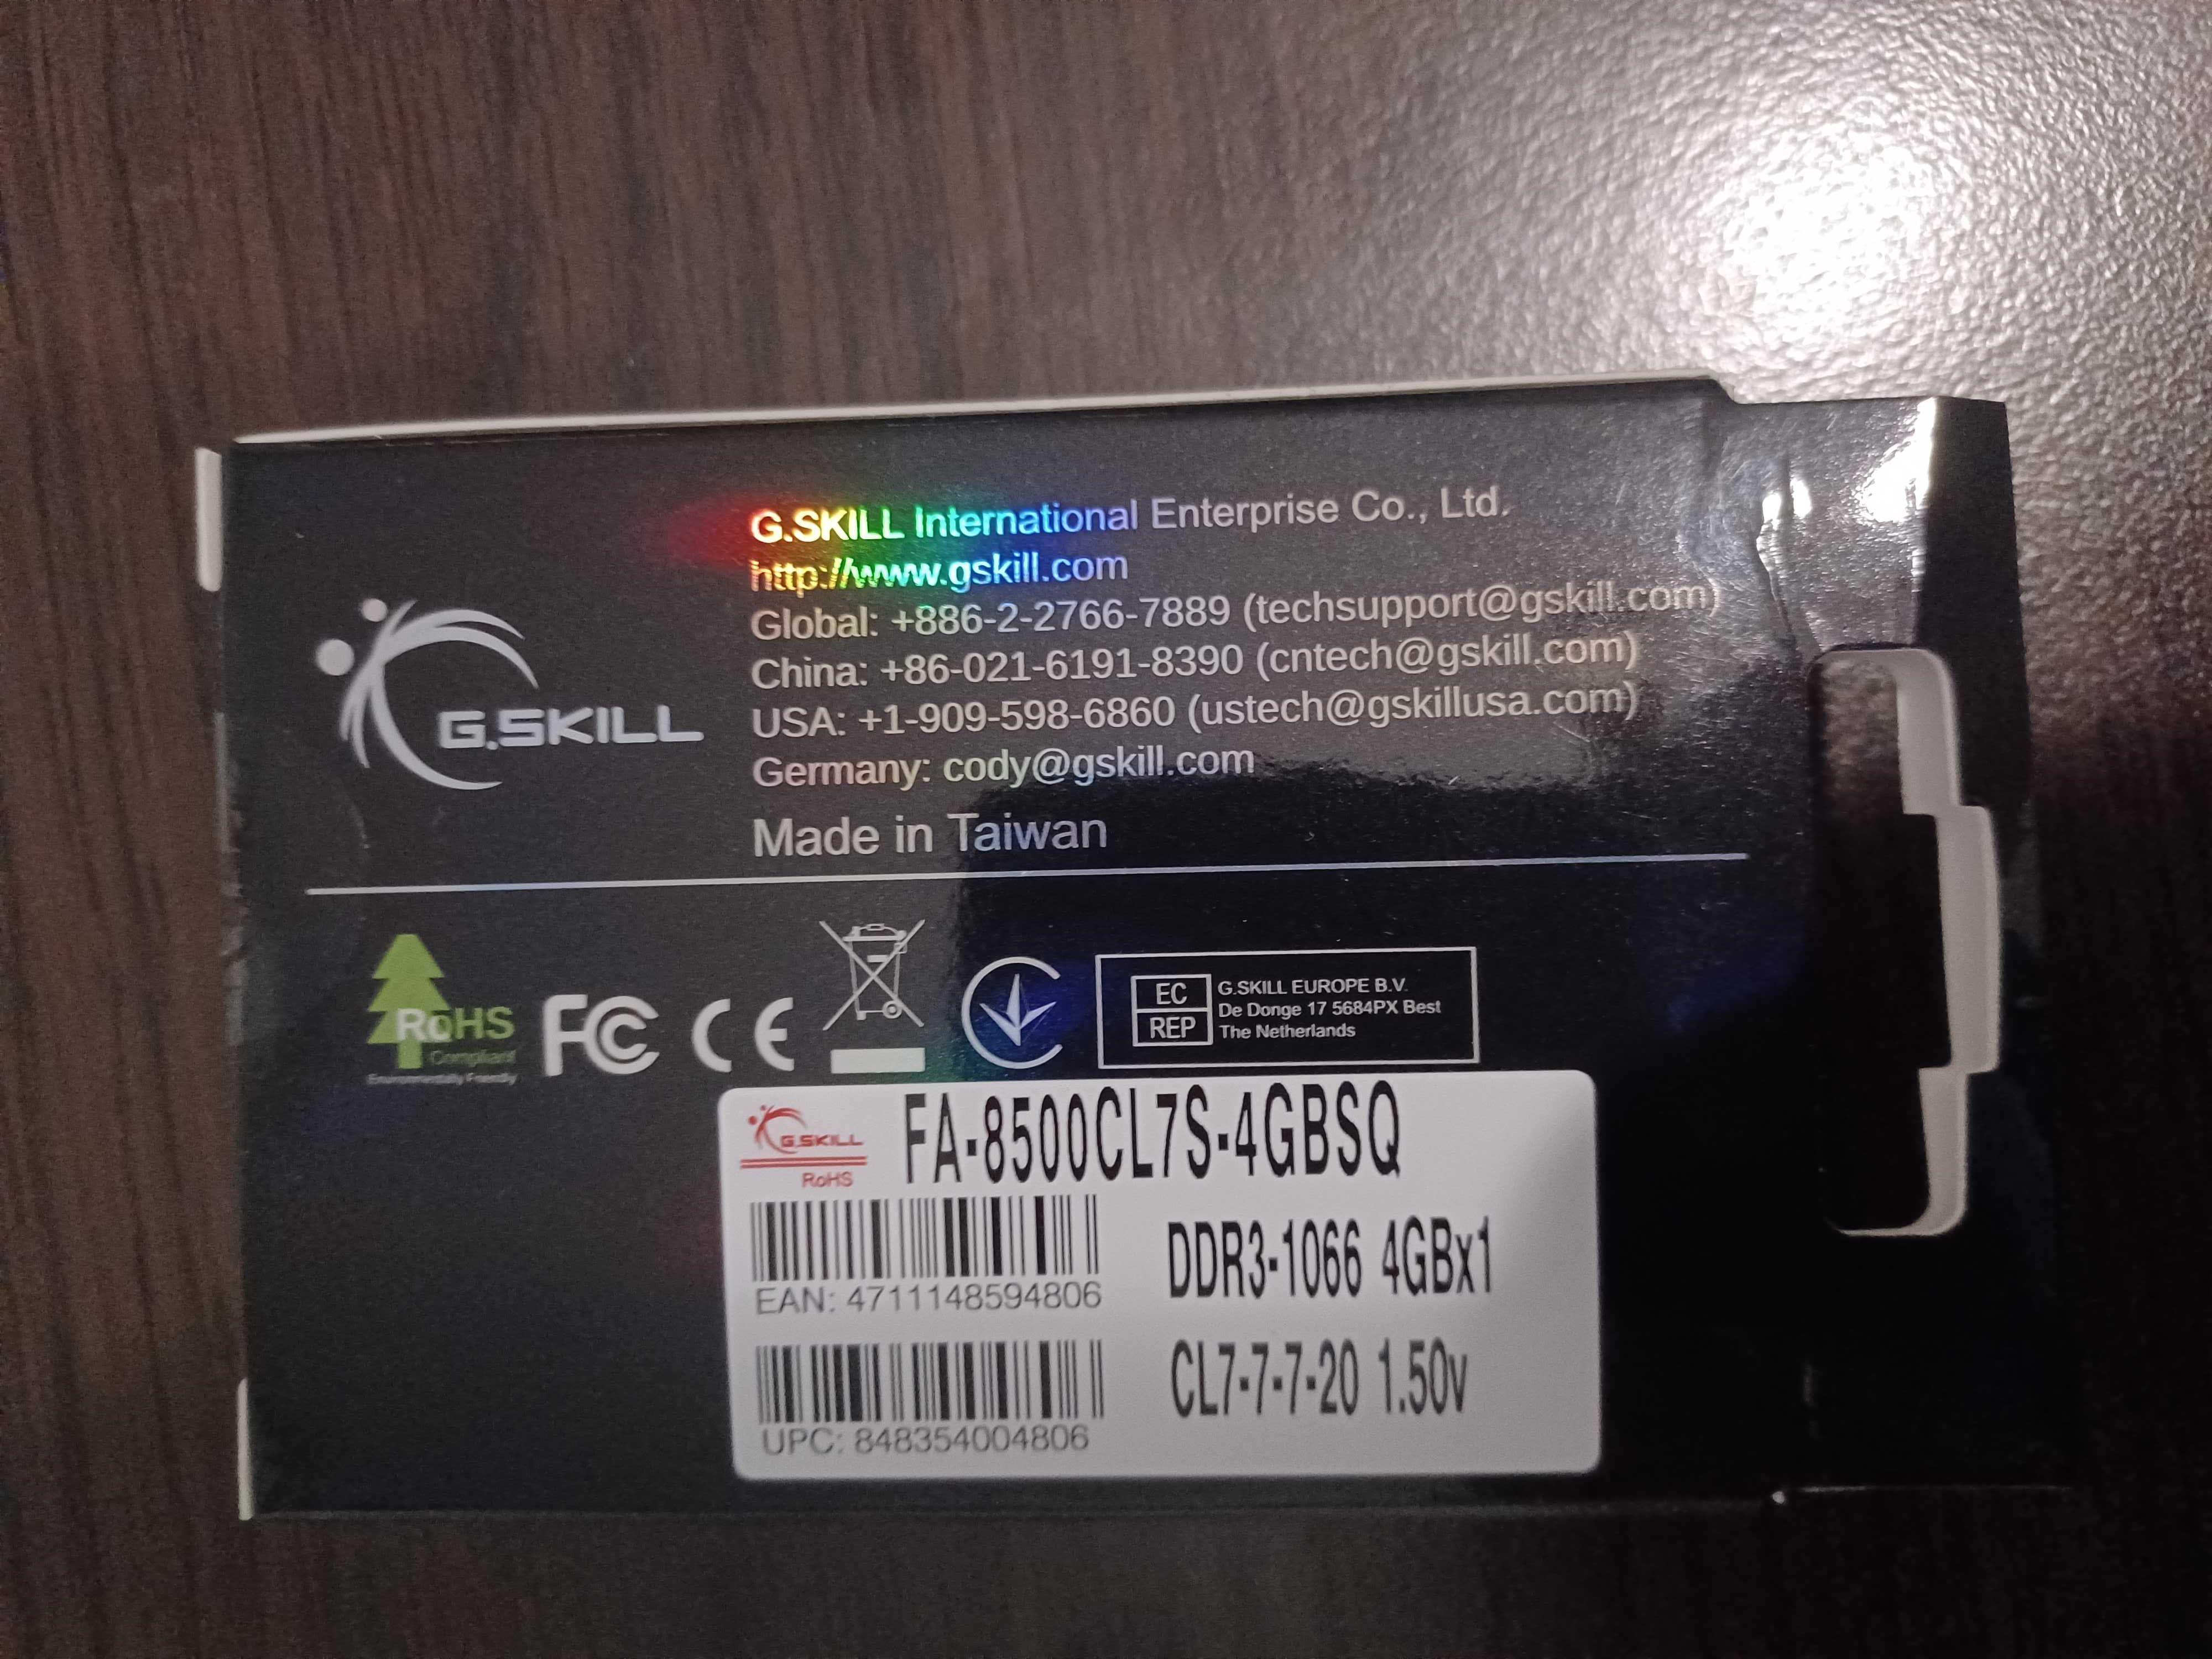 G.SKILL International Enterprise Co., Ltd.
http://www.gskill.com
Global: +886-2-2766-7889 (techsupport@gskill.com)
China: +86-021-6191-8390 (cntech@gskill.com)
USA: +1-909-598-6860 (ustech@gskillusa.com)
Germany: cody@gskill.com
Made in Taiwan
G.SKILL
RoHS
Compliant
Environmentally Friendly
FC
CE
EC
REP
G.SKILL EUROPE B.V.
De Donge 17 5684PX Best
The Netherlands
G.SKILL
RoHS
FA-8500CL7S-4GBSQ
EAN: 4711148594806
DDR3-1066 4GBx1
UPC: 848354004806
CL7-7-7-20 1.50v